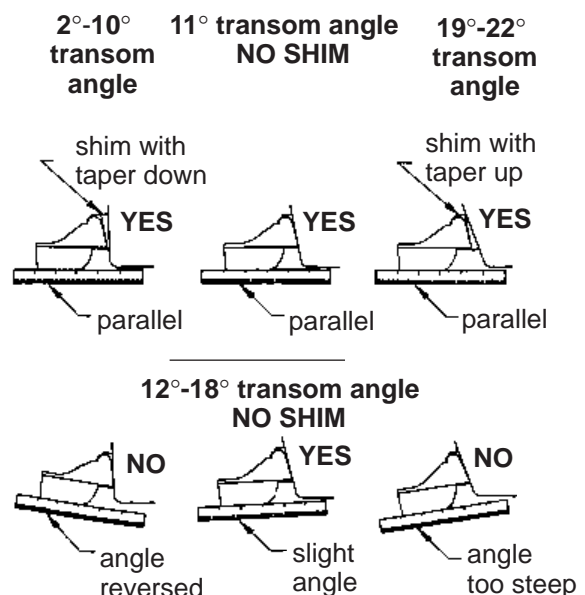 2°-10°
transom
angle
11° transom angle
NO SHIM
19°-22°
transom
angle
shim with
taper down
YES
parallel
YES
parallel
shim with
taper up
YES
parallel
12°-18° transom angle
NO SHIM
NO
angle
reversed
YES
slight
angle
NO
angle
too steep